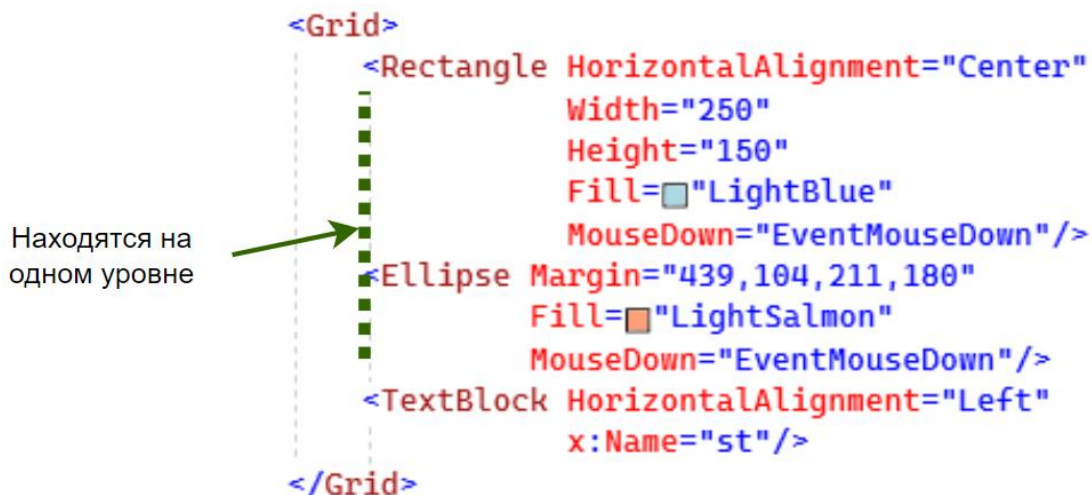 <Grid>
<Rectangle HorizontalAlignment="Center"
Width="250"
Height="150"
Fill="LightBlue"
MouseDown="EventMouseDown"/>
Находятся на
одном уровне
<Ellipse Margin="439,104,211,180"
Fill="LightSalmon"
MouseDown="EventMouseDown"/>
<TextBlock HorizontalAlignment="Left"
x:Name="st"/>
</Grid>